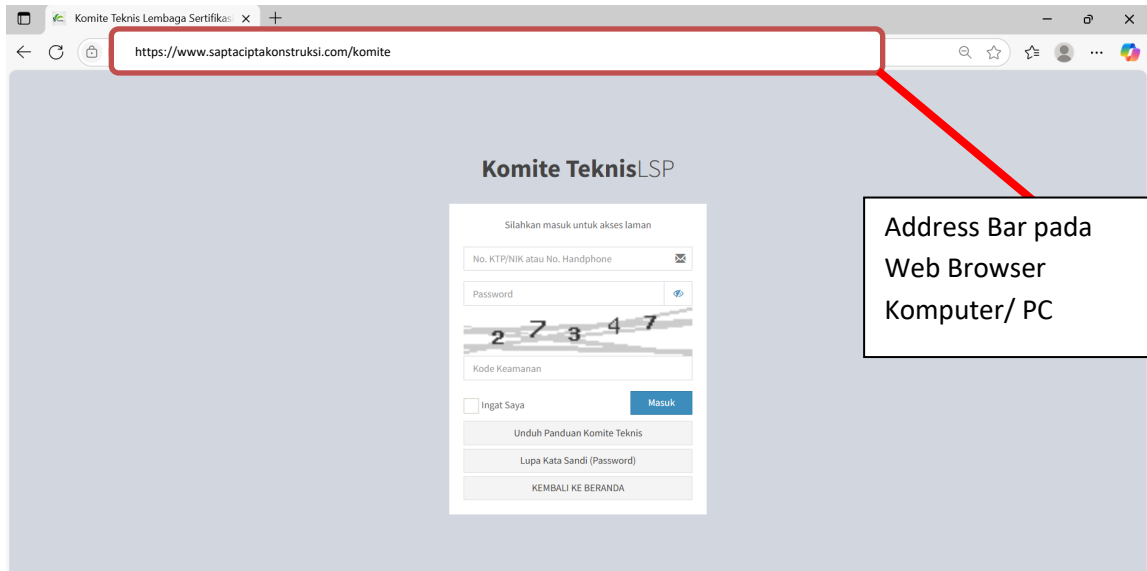 Komite Teknis Lembaga Sertifikas
https://www.saptaciptakonstruksi.com/komite
Komite TeknisLSP
Silahkan masuk untuk akses laman
No. KTP/NIK atau No. Handphone
Password
2 7 3 4 7
Kode Keamanan
Ingat Saya
Masuk
Unduh Panduan Komite Teknis
Lupa Kata Sandi (Password)
KEMBALI KE BERANDA
Address Bar pada
Web Browser
Komputer/ PC